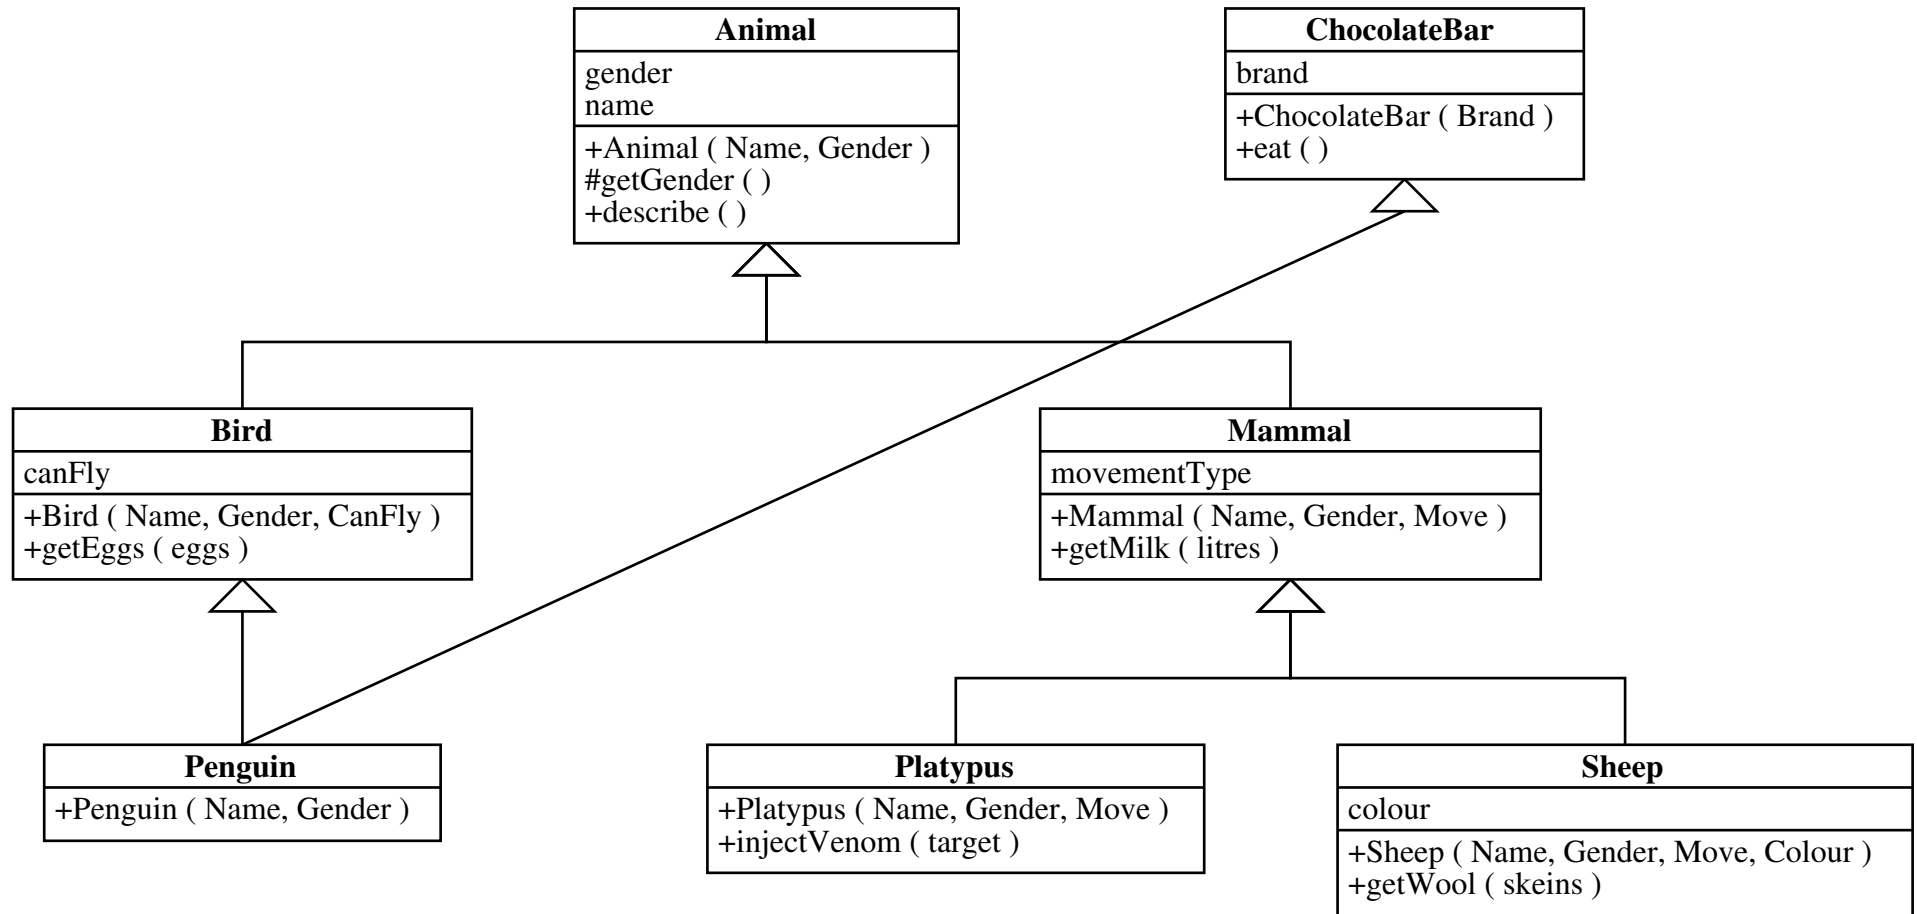 Animal
gender
name
+Animal ( Name, Gender )
#getGender ( )
+describe ( )
ChocolateBar
brand
+ChocolateBar ( Brand )
+eat ( )
Bird
canFly
+Bird ( Name, Gender, CanFly )
+getEggs ( eggs )
Mammal
movementType
+Mammal ( Name, Gender, Move )
+getMilk ( litres )
Penguin
+Penguin ( Name, Gender )
Platypus
+Platypus ( Name, Gender, Move )
+injectVenom ( target )
Sheep
colour
+Sheep ( Name, Gender, Move, Colour )
+getWool ( skeins )